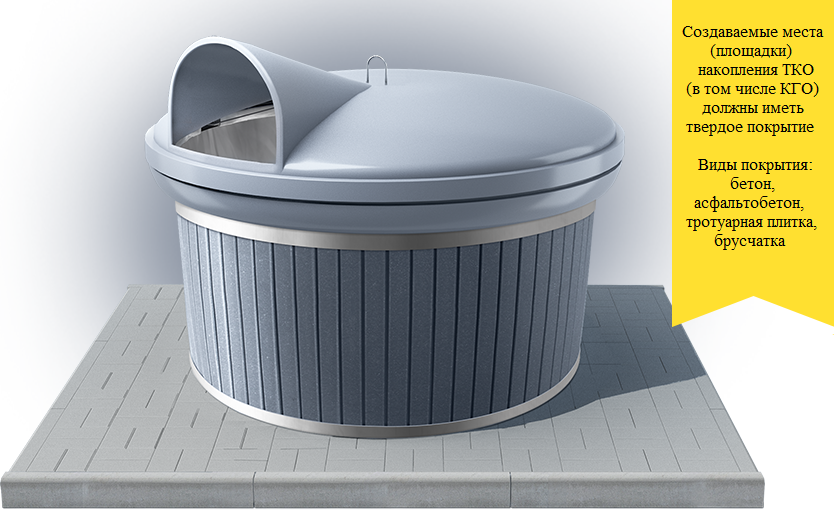 Создаваемые места
(площадки)
накопления ТКО
(в том числе КГО)
должны иметь
твердое покрытие
Виды покрытия:
бетон,
асфальтобетон,
тротуарная плитка,
брусчатка